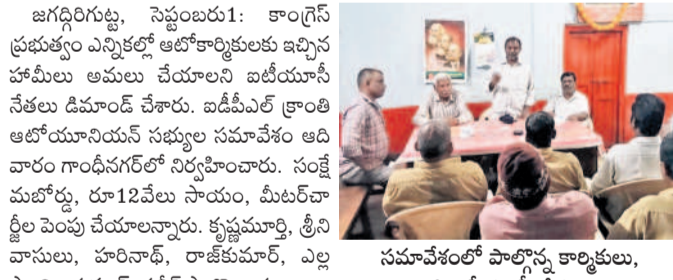 జగద్గిరిగుట్ట, సెప్టంబరు1: కాంగ్రెస్
ప్రభుత్వం ఎన్నికల్లో ఆటోకార్మికులకు ఇచ్చిన
హామీలు అమలు చేయాలని ఐటీయూసీ
నేతలు డిమాండ్ చేశారు. ఐడీపీఎల్ క్రాంతి
ఆటోయూనియన్ సభ్యుల సమావేశం ఆది
వారం గాంధీనగర్‌లో నిర్వహించారు. సంక్షే
మబోర్డు, రూ12వేలు సాయం, మీటర్‌చా
ర్జీల పెంపు చేయాలన్నారు. కృష్ణమూర్తి, శ్రీని
వాసులు, హరినాథ్, రాజ్‌కుమార్, ఎల్ల
సమావేశంలో పాల్గొన్న కార్మికులు,